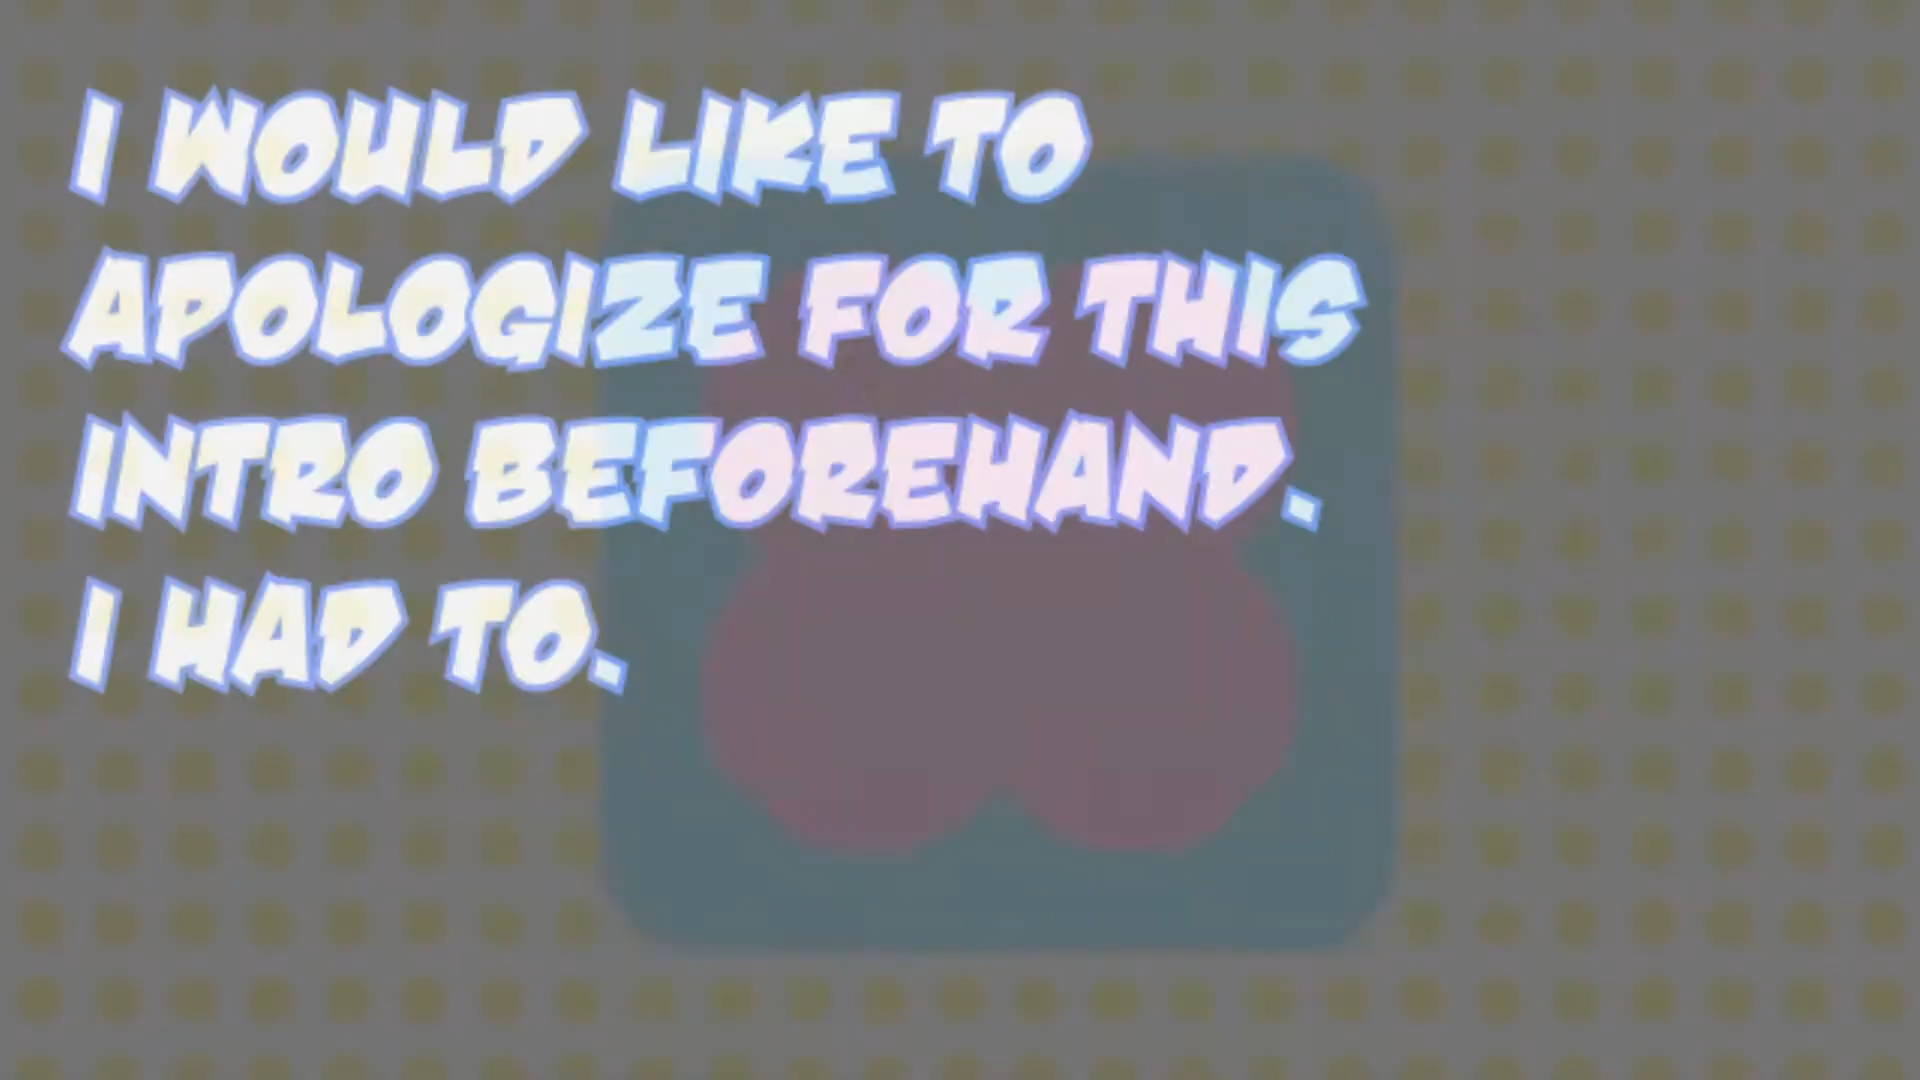 I WOULD LIKE TO
APOLOGIZE FOR THIS
INTRO BEFOREHAND.
I HAD TO.